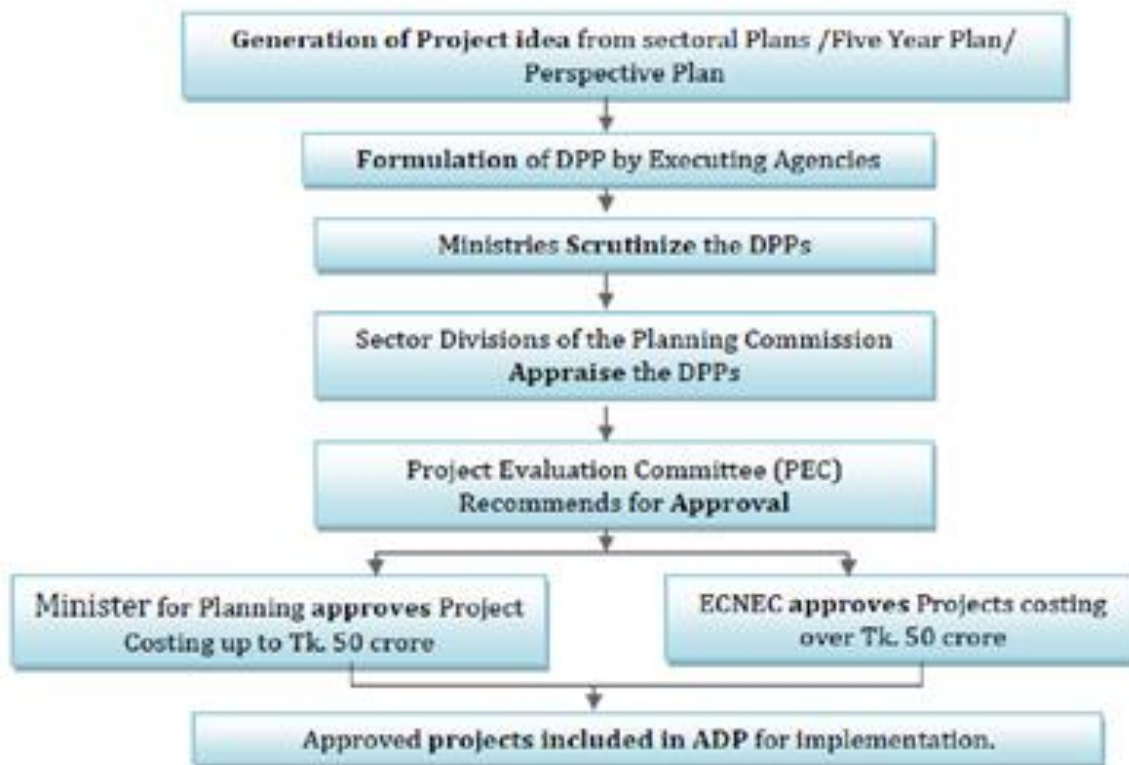 Generation of Project idea from sectoral Plans /Five Year Plan/
Perspective Plan
Formulation of DPP by Executing Agencies
Ministries Scrutinize the DPPs
Sector Divisions of the Planning Commission
Appraise the DPPs
Project Evaluation Committee (PEC)
Recommends for Approval
Minister for Planning approves Project
Costing up to Tk. 50 crore
ECNEC approves Projects costing
over Tk. 50 crore
Approved projects included in ADP for implementation.